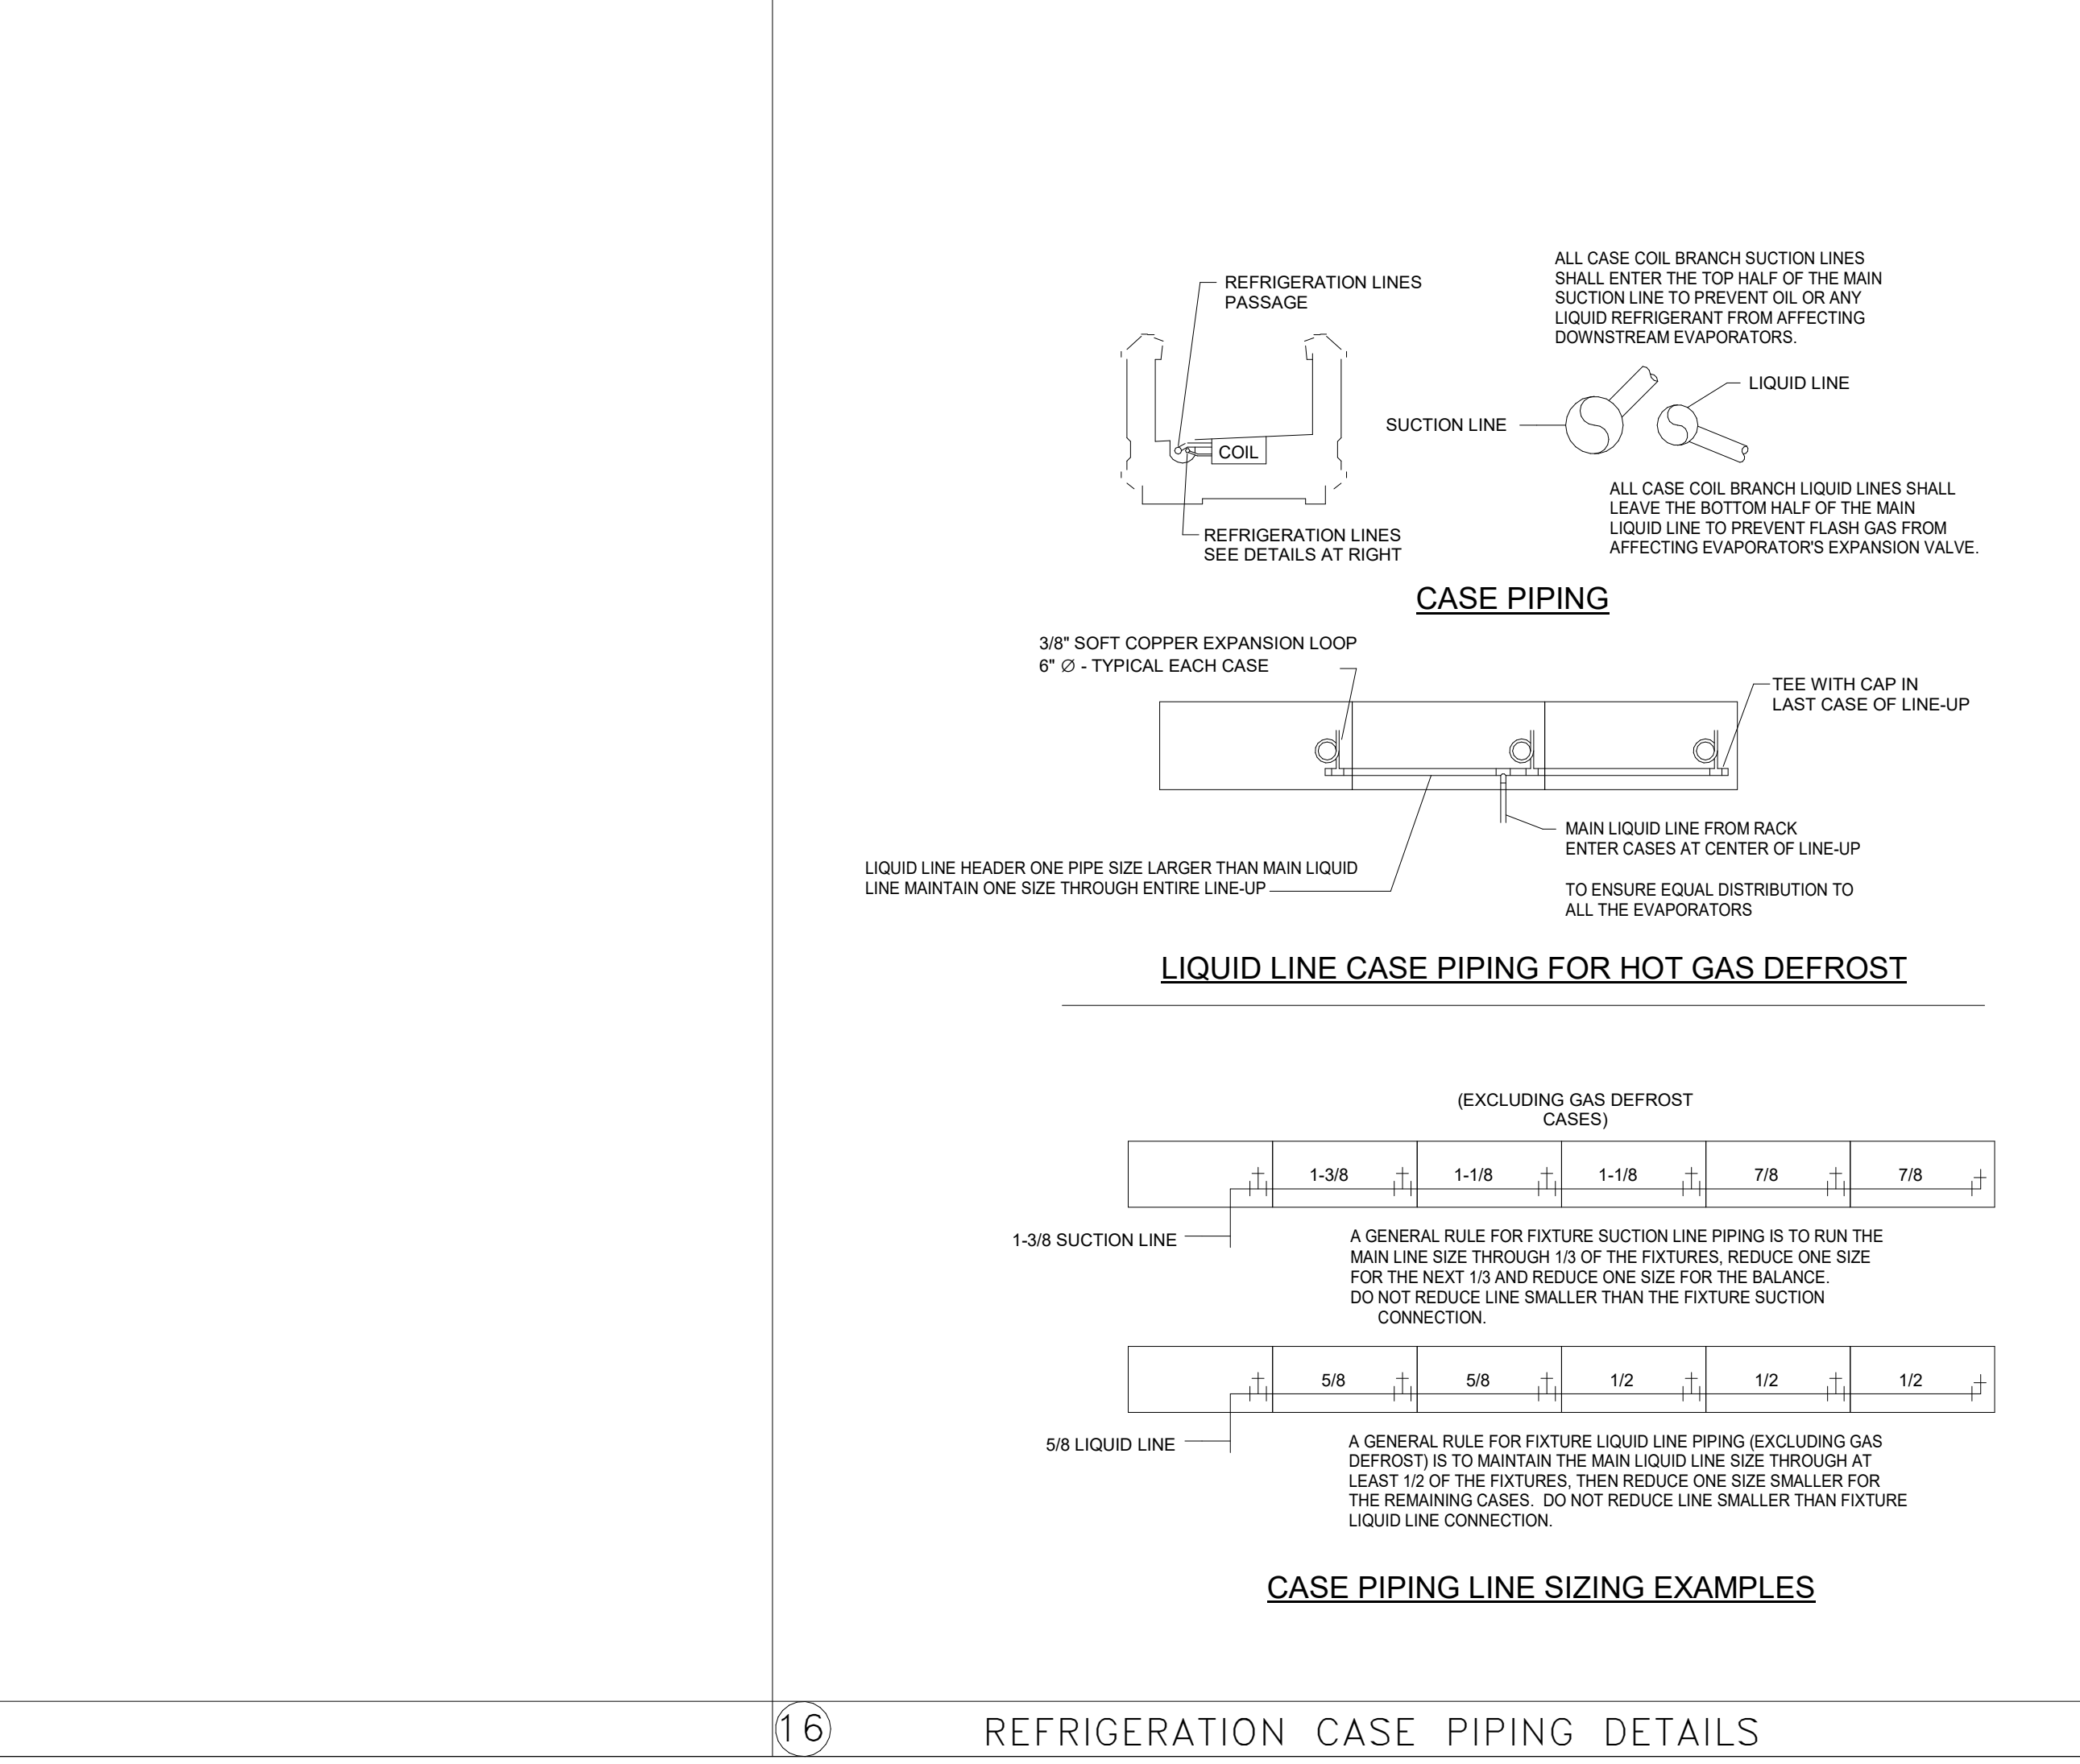 REFRIGERATION LINES
PASSAGE
ALL CASE COIL BRANCH SUCTION LINES
SHALL ENTER THE TOP HALF OF THE MAIN
SUCTION LINE TO PREVENT OIL OR ANY
LIQUID REFRIGERANT FROM AFFECTING
DOWNSTREAM EVAPORATORS.
LIQUID LINE
SUCTION LINE
COIL
ALL CASE COIL BRANCH LIQUID LINES SHALL
LEAVE THE BOTTOM HALF OF THE MAIN
LIQUID LINE TO PREVENT FLASH GAS FROM
AFFECTING EVAPORATOR'S EXPANSION VALVE.
REFRIGERATION LINES
SEE DETAILS AT RIGHT
CASE PIPING
3/8" SOFT COPPER EXPANSION LOOP
6" Ø - TYPICAL EACH CASE
TEE WITH CAP IN
LAST CASE OF LINE-UP
MAIN LIQUID LINE FROM RACK
ENTER CASES AT CENTER OF LINE-UP
TO ENSURE EQUAL DISTRIBUTION TO
ALL THE EVAPORATORS
LIQUID LINE HEADER ONE PIPE SIZE LARGER THAN MAIN LIQUID
LINE MAINTAIN ONE SIZE THROUGH ENTIRE LINE-UP
LIQUID LINE CASE PIPING FOR HOT GAS DEFROST
(EXCLUDING GAS DEFROST
CASES)
1-3/8 1-1/8 1-1/8 7/8 7/8
1-3/8 SUCTION LINE
A GENERAL RULE FOR FIXTURE SUCTION LINE PIPING IS TO RUN THE
MAIN LINE SIZE THROUGH 1/3 OF THE FIXTURES, REDUCE ONE SIZE
FOR THE NEXT 1/3 AND REDUCE ONE SIZE FOR THE BALANCE.
DO NOT REDUCE LINE SMALLER THAN THE FIXTURE SUCTION
CONNECTION.
5/8 5/8 1/2 1/2 1/2
5/8 LIQUID LINE
A GENERAL RULE FOR FIXTURE LIQUID LINE PIPING (EXCLUDING GAS
DEFROST) IS TO MAINTAIN THE MAIN LIQUID LINE SIZE THROUGH AT
LEAST 1/2 OF THE FIXTURES, THEN REDUCE ONE SIZE SMALLER FOR
THE REMAINING CASES. DO NOT REDUCE LINE SMALLER THAN FIXTURE
LIQUID LINE CONNECTION.
CASE PIPING LINE SIZING EXAMPLES
16 REFRIGERATION CASE PIPING DETAILS